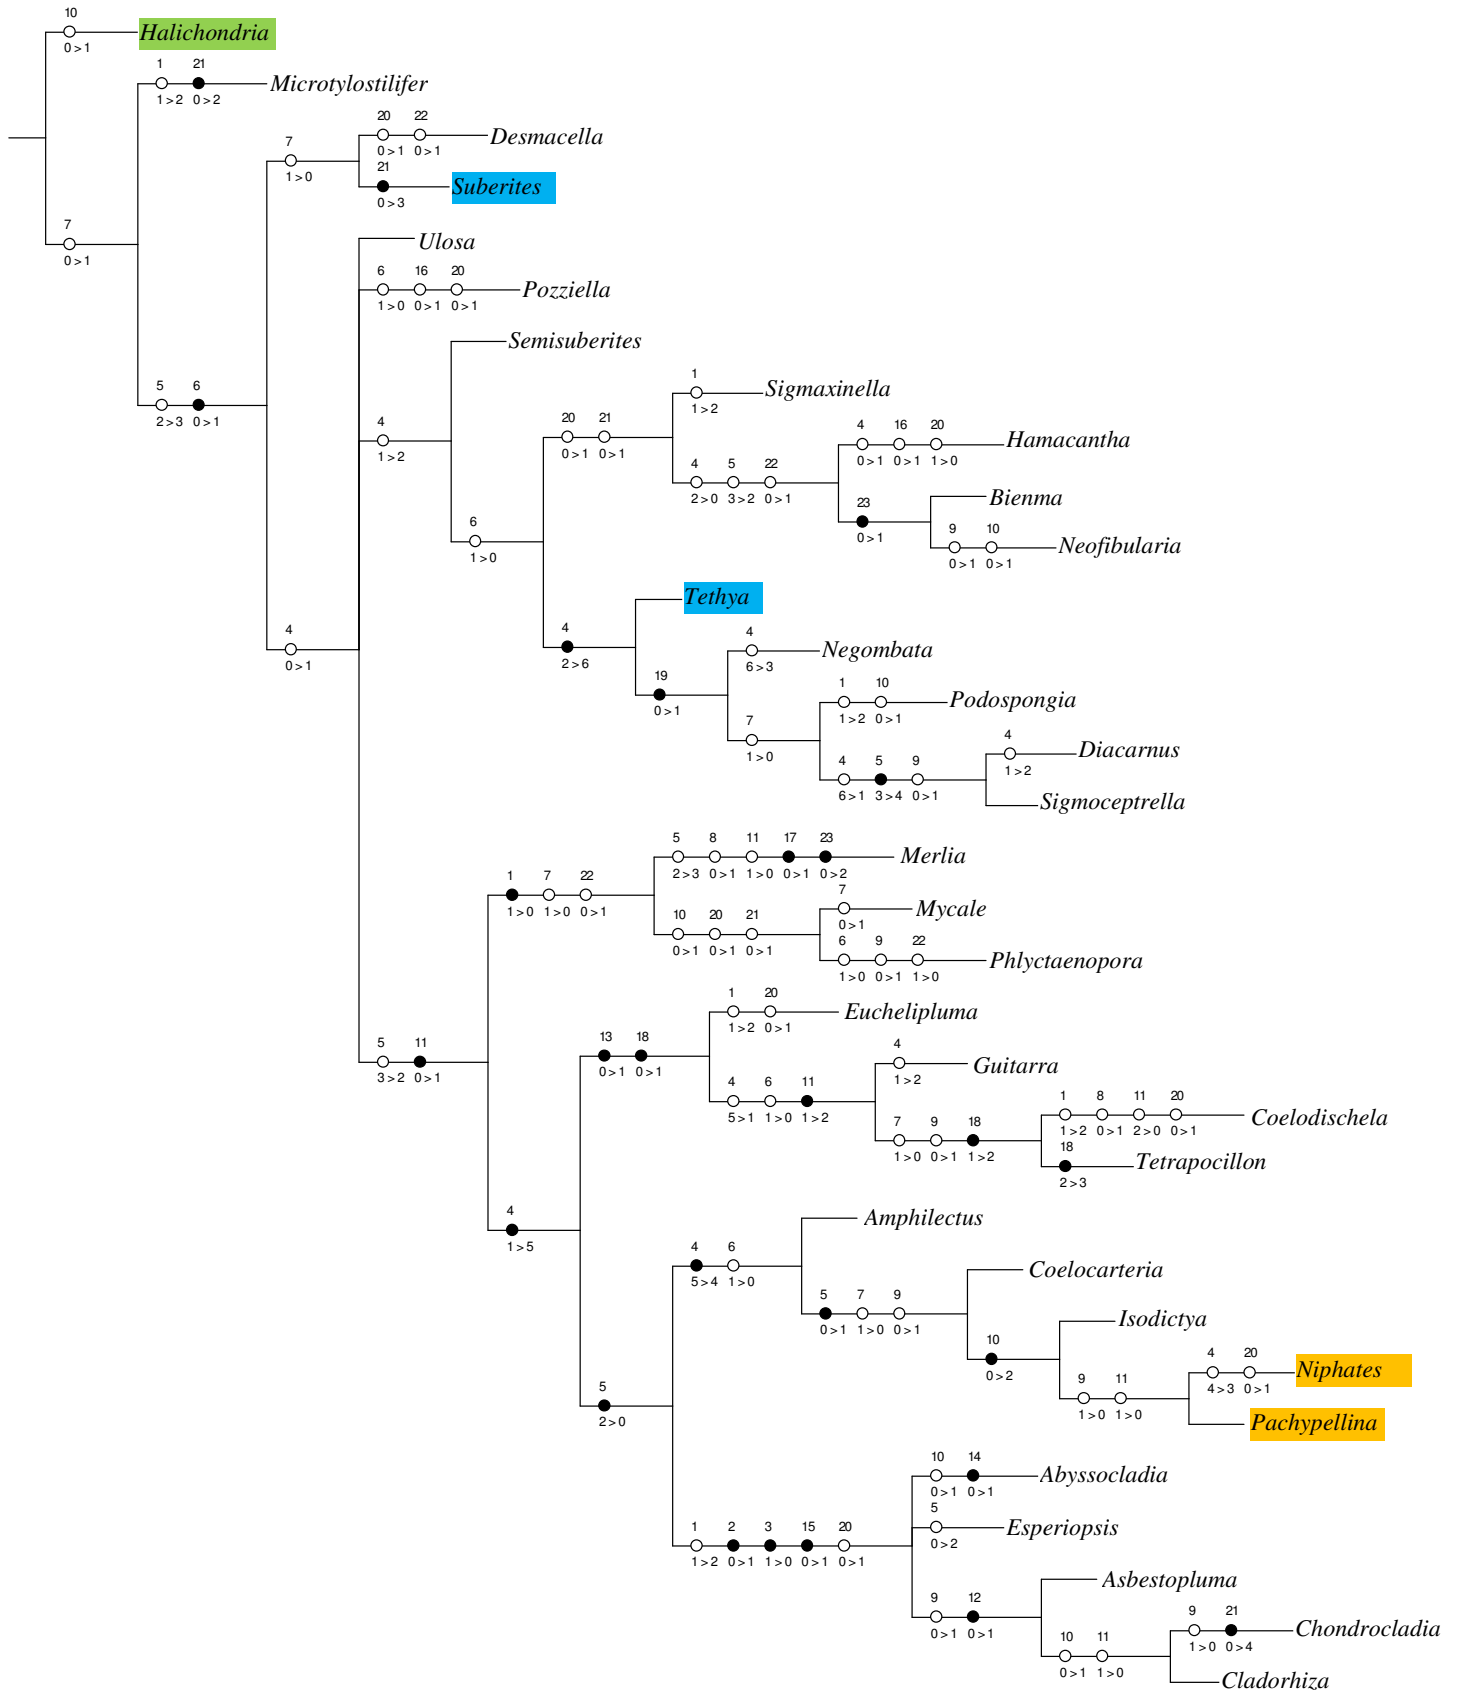 10
0 > 1
Halichondria
1 21
1 > 2 0 > 2
Microtylostilifer
20 22
0 > 1 0 > 1
Desmacella
7
1 > 0
21
0 > 3
Suberites
7
0 > 1
Ulosa
6 16 20
1 > 0 0 > 1 0 > 1
Pozziella
Semisuberites
5 6
2 > 3 0 > 1
4
1 > 2
1
1 > 2
Sigmaxinella
20 21
0 > 1 0 > 1
4 16 20
0 > 1 0 > 1 1 > 0
Hamacantha
4 5 22
2 > 0 3 > 2 0 > 1
Bienma
23
0 > 1
9 10
0 > 1 0 > 1
Neofibularia
6
1 > 0
Tethya
4
0 > 1
4
2 > 6
4
6 > 3
Negombata
19
0 > 1
1 10
1 > 2 0 > 1
Podospongia
7
1 > 0
4
1 > 2
Diacarnus
4 5 9
6 > 1 3 > 4 0 > 1
Sigmoceptrella
5 8 11 17 23
2 > 3 0 > 1 1 > 0 0 > 1 0 > 2
Merlia
1 7 22
1 > 0 1 > 0 0 > 1
7
0 > 1
Mycale
10 20 21
0 > 1 0 > 1 0 > 1
6 9 22
1 > 0 0 > 1 1 > 0
Phlyctaenopora
1 20
1 > 2 0 > 1
Euchelipluma
5 11
3 > 2 0 > 1
13 18
0 > 1 0 > 1
4
1 > 2
Guitarra
4 6 11
5 > 1 1 > 0 1 > 2
1 8 11 20
1 > 2 0 > 1 2 > 0 0 > 1
Coelodischela
7 9 18
1 > 0 0 > 1 1 > 2
18
2 > 3
Tetrapocillon
4
1 > 5
Amphilectus
4 6
5 > 4 1 > 0
Coelocarteria
5 7 9
0 > 1 1 > 0 0 > 1
Isodictya
10
0 > 2
4 20
4 > 3 0 > 1
Niphates
9 11
1 > 0 1 > 0
Pachypellina
5
2 > 0
10 14
0 > 1 0 > 1
Abyssocladia
5
0 > 2
Esperiopsis
1 2 3 15 20
1 > 2 0 > 1 1 > 0 0 > 1 0 > 1
Asbestopluma
9 12
0 > 1 0 > 1
9 21
1 > 0 0 > 4
Chondrocladia
10 11
0 > 1 1 > 0
Cladorhiza